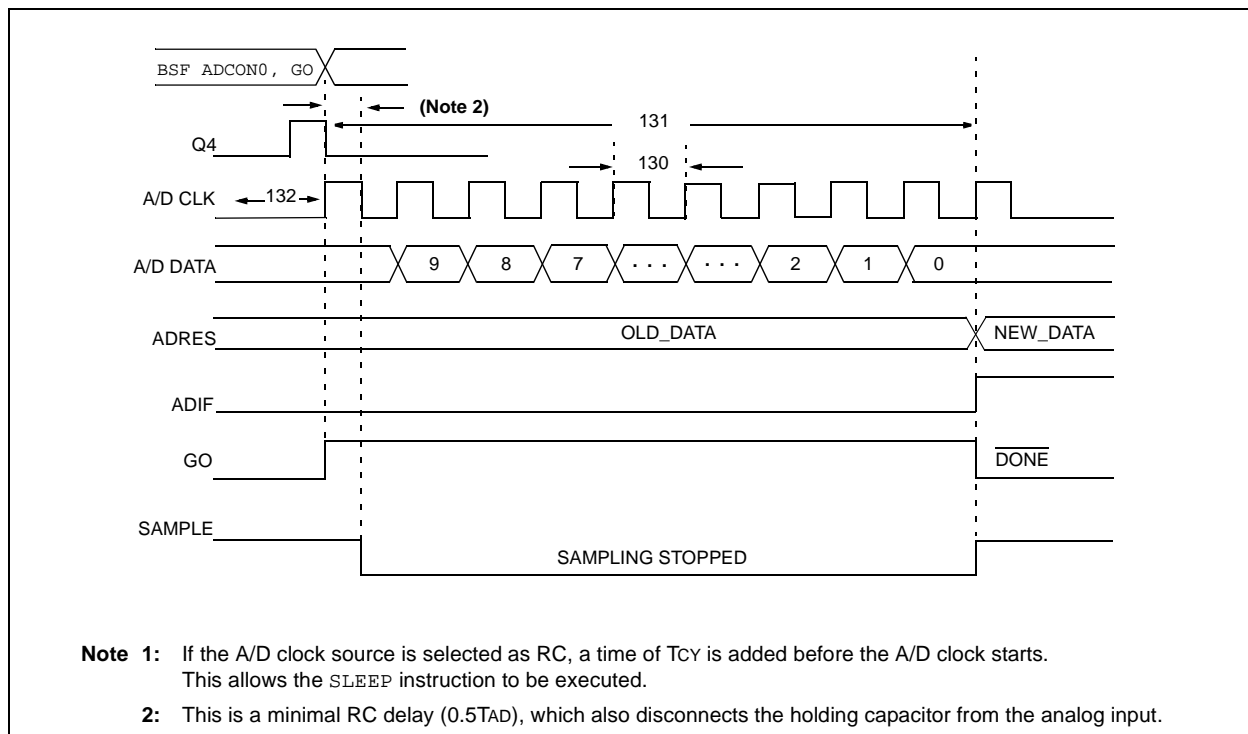 BSF ADCON0, GO
(Note 2)
131
Q4
130
A/D CLK
132
A/D DATA
9 8 7 . . . . . . 2 1 0
ADRES
OLD_DATA
NEW_DATA
ADIF
GO
DONE
SAMPLE
SAMPLING STOPPED
Note 1: If the A/D clock source is selected as RC, a time of TCY is added before the A/D clock starts.
This allows the SLEEP instruction to be executed.
2: This is a minimal RC delay (0.5TAD), which also disconnects the holding capacitor from the analog input.